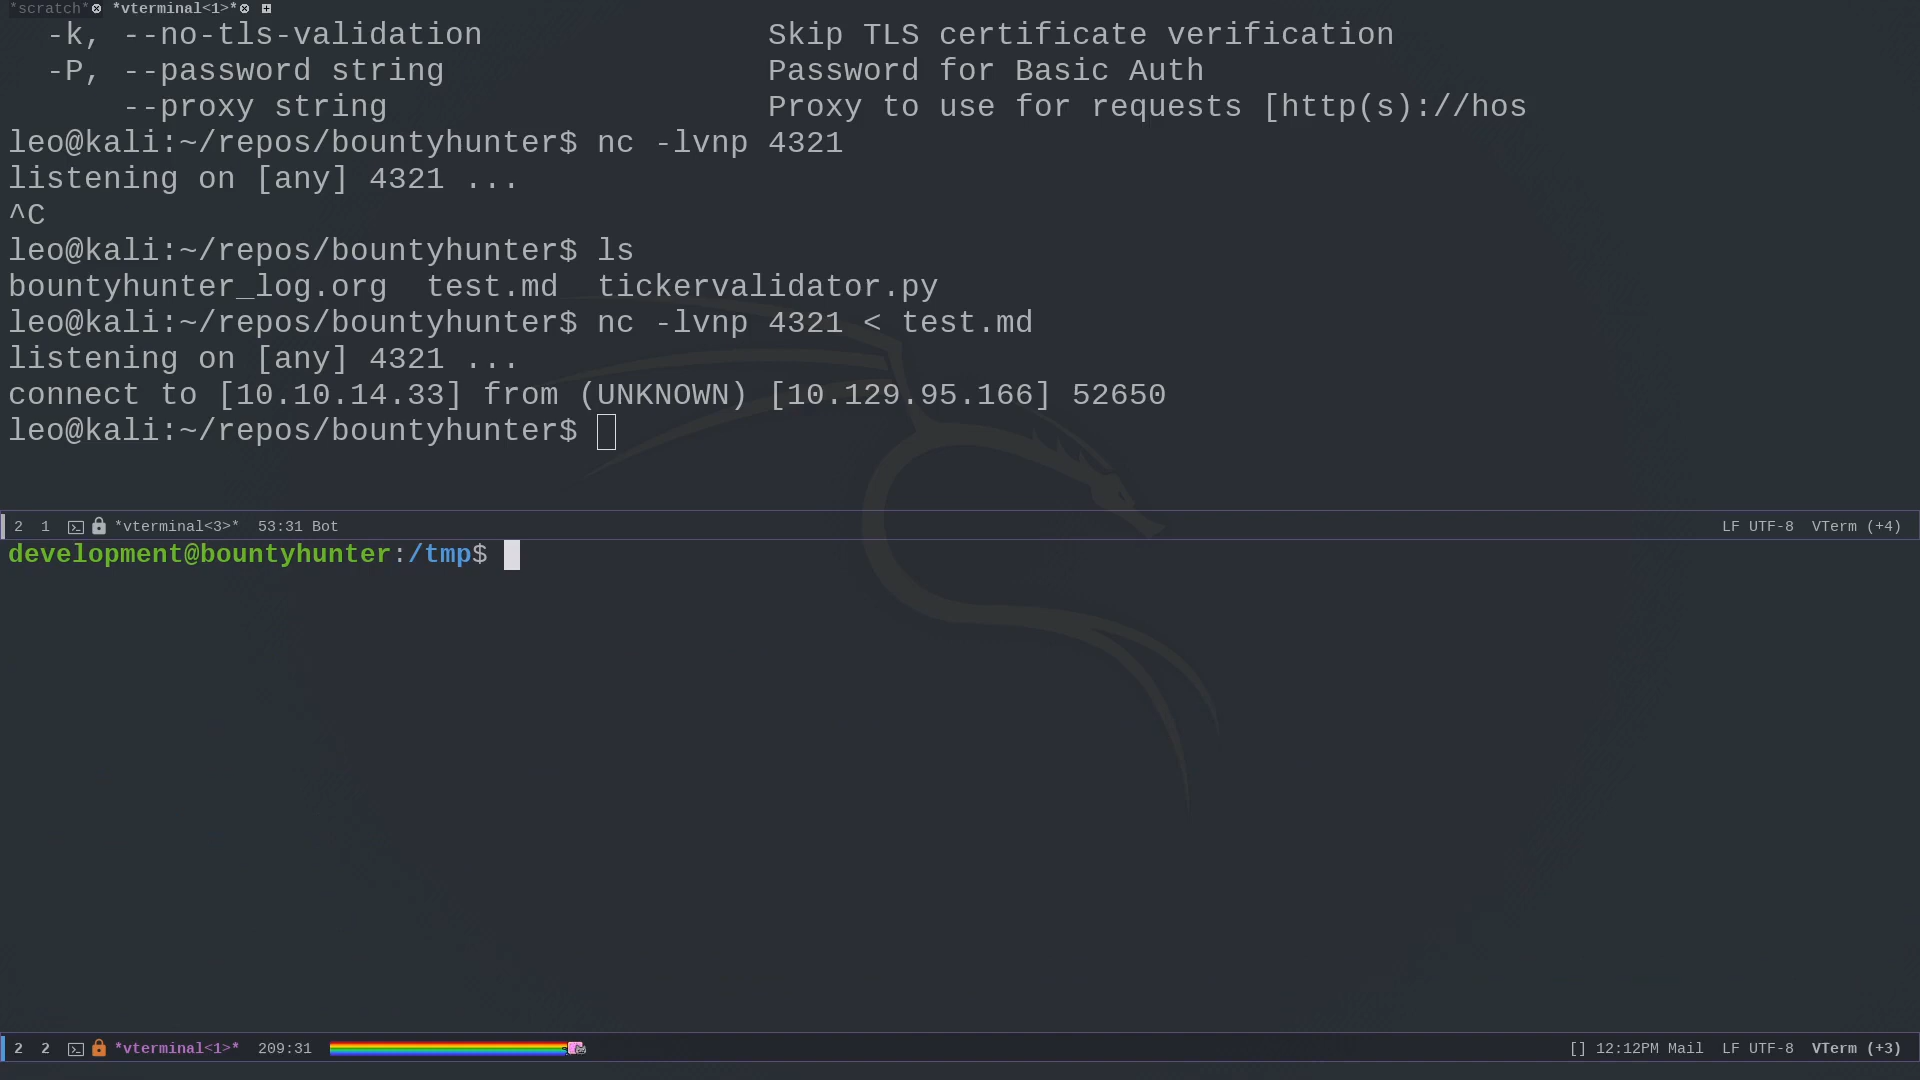 *scratch* *vterminal<1>*
-k, --no-tls-validation Skip TLS certificate verification
-P, --password string Password for Basic Auth
--proxy string Proxy to use for requests [http(s)://hos
leo@kali:~/repos/bountyhunter$ nc -lvnp 4321
listening on [any] 4321 ...
^C
leo@kali:~/repos/bountyhunter$ ls
bountyhunter_log.org test.md tickervalidator.py
leo@kali:~/repos/bountyhunter$ nc -lvnp 4321 < test.md
listening on [any] 4321 ...
connect to [10.10.14.33] from (UNKNOWN) [10.129.95.166] 52650
leo@kali:~/repos/bountyhunter$
2 1 *vterminal<3>* 53:31 Bot LF UTF-8 VTerm (+4)
development@bountyhunter:/tmp$
2 2 *vterminal<1>* 209:31 [] 12:12PM Mail LF UTF-8 VTerm (+3)